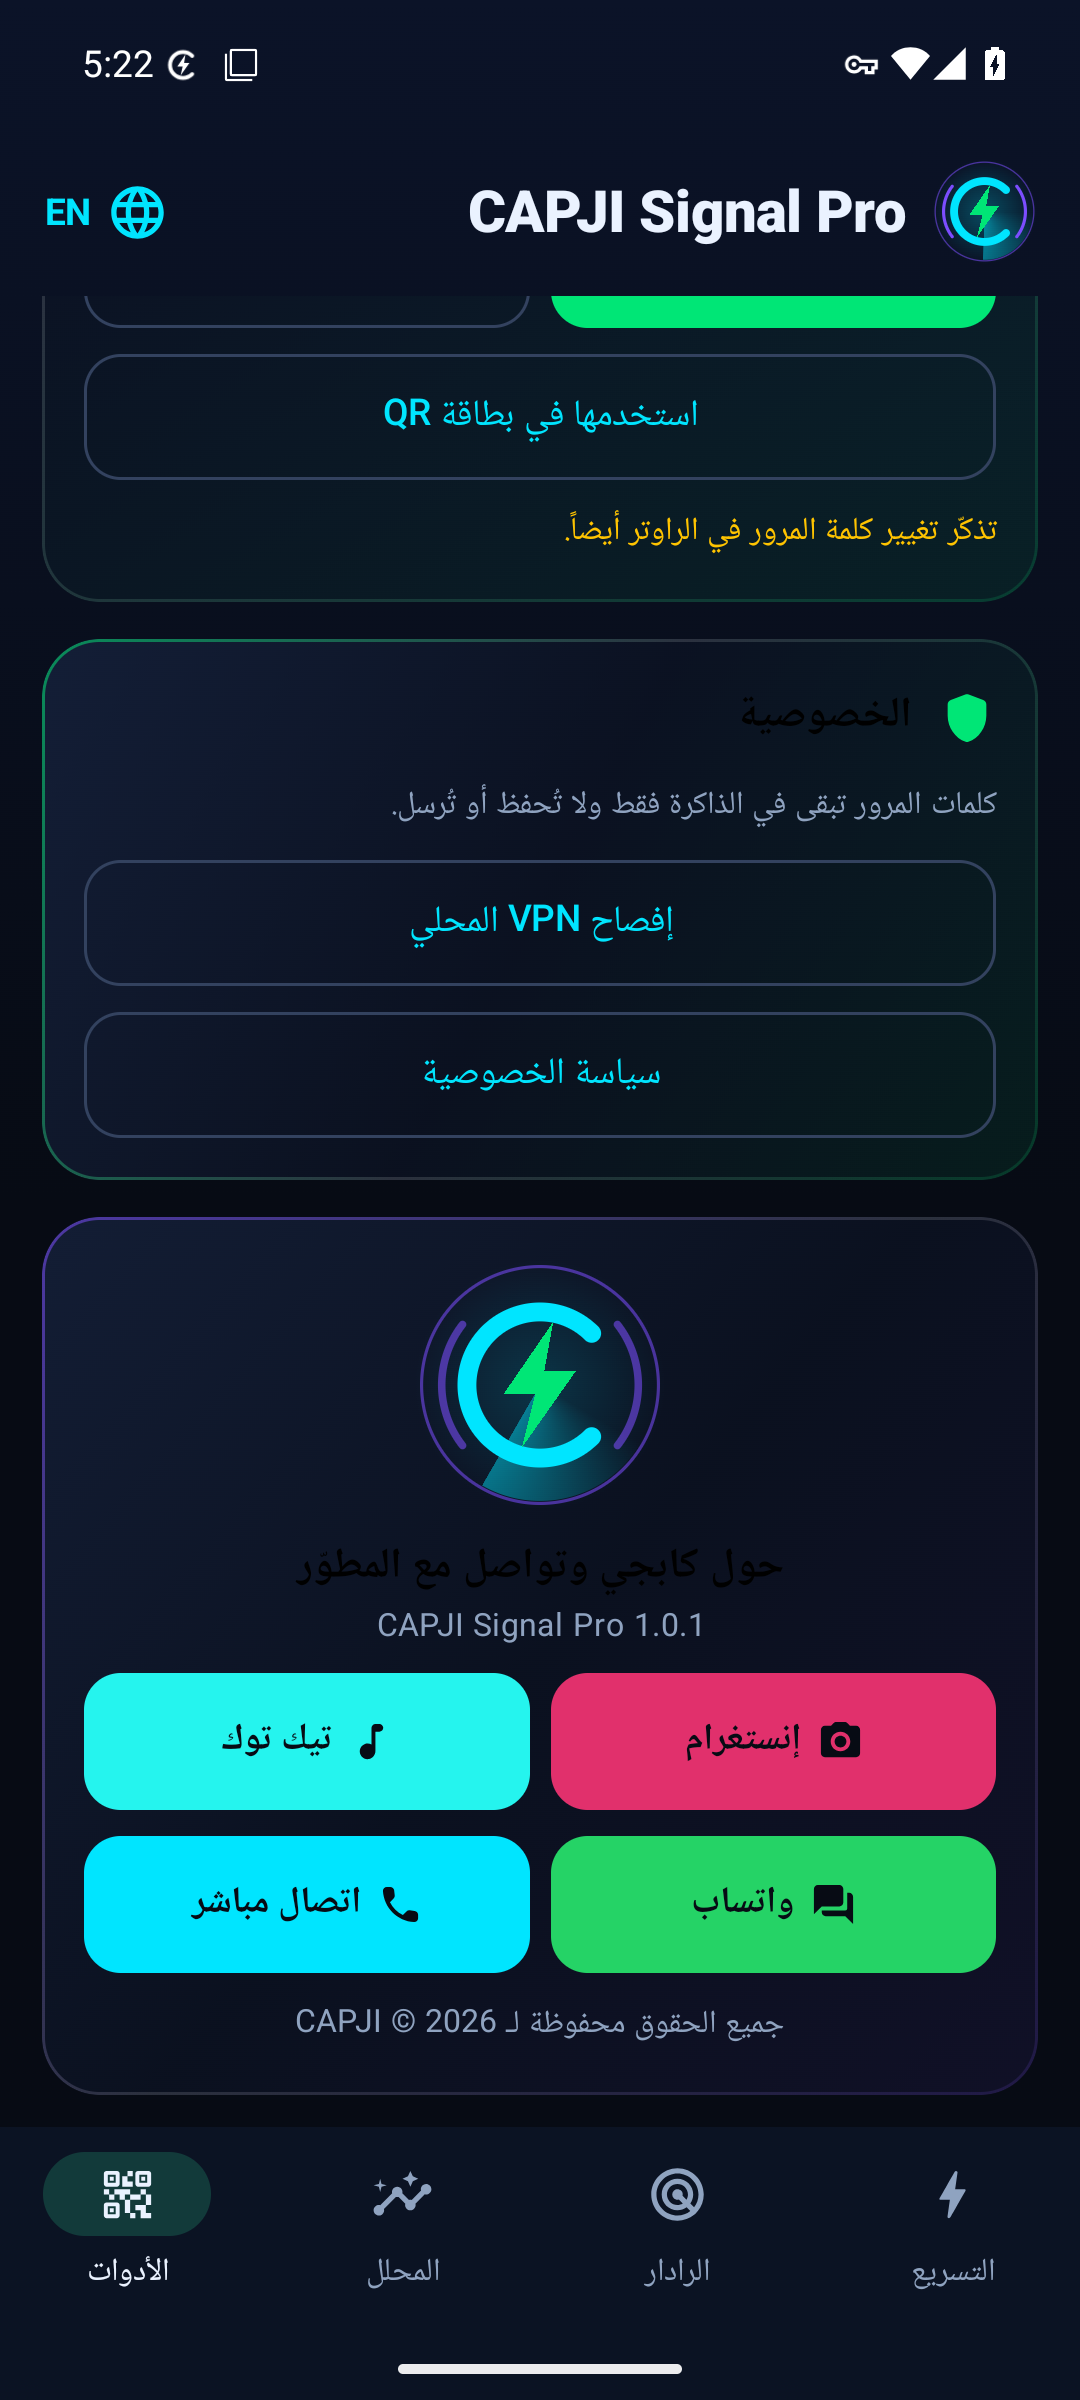 5:22
CAPJI Signal Pro
EN
استخدمها في بطاقة QR
تذكّر تغيير كلمة المرور في الراوتر أيضاً.
الخصوصية
كلمات المرور تبقى في الذاكرة فقط ولا تُحفظ أو تُرسل.
إفصاح VPN المحلي
سياسة الخصوصية
حول كابجي وتواصل مع المطوّر
CAPJI Signal Pro 1.0.1
إنستغرام
تيك توك
واتساب
اتصال مباشر
جميع الحقوق محفوظة لـ CAPJI © 2026
التسريع
الرادار
المحلل
الأدوات